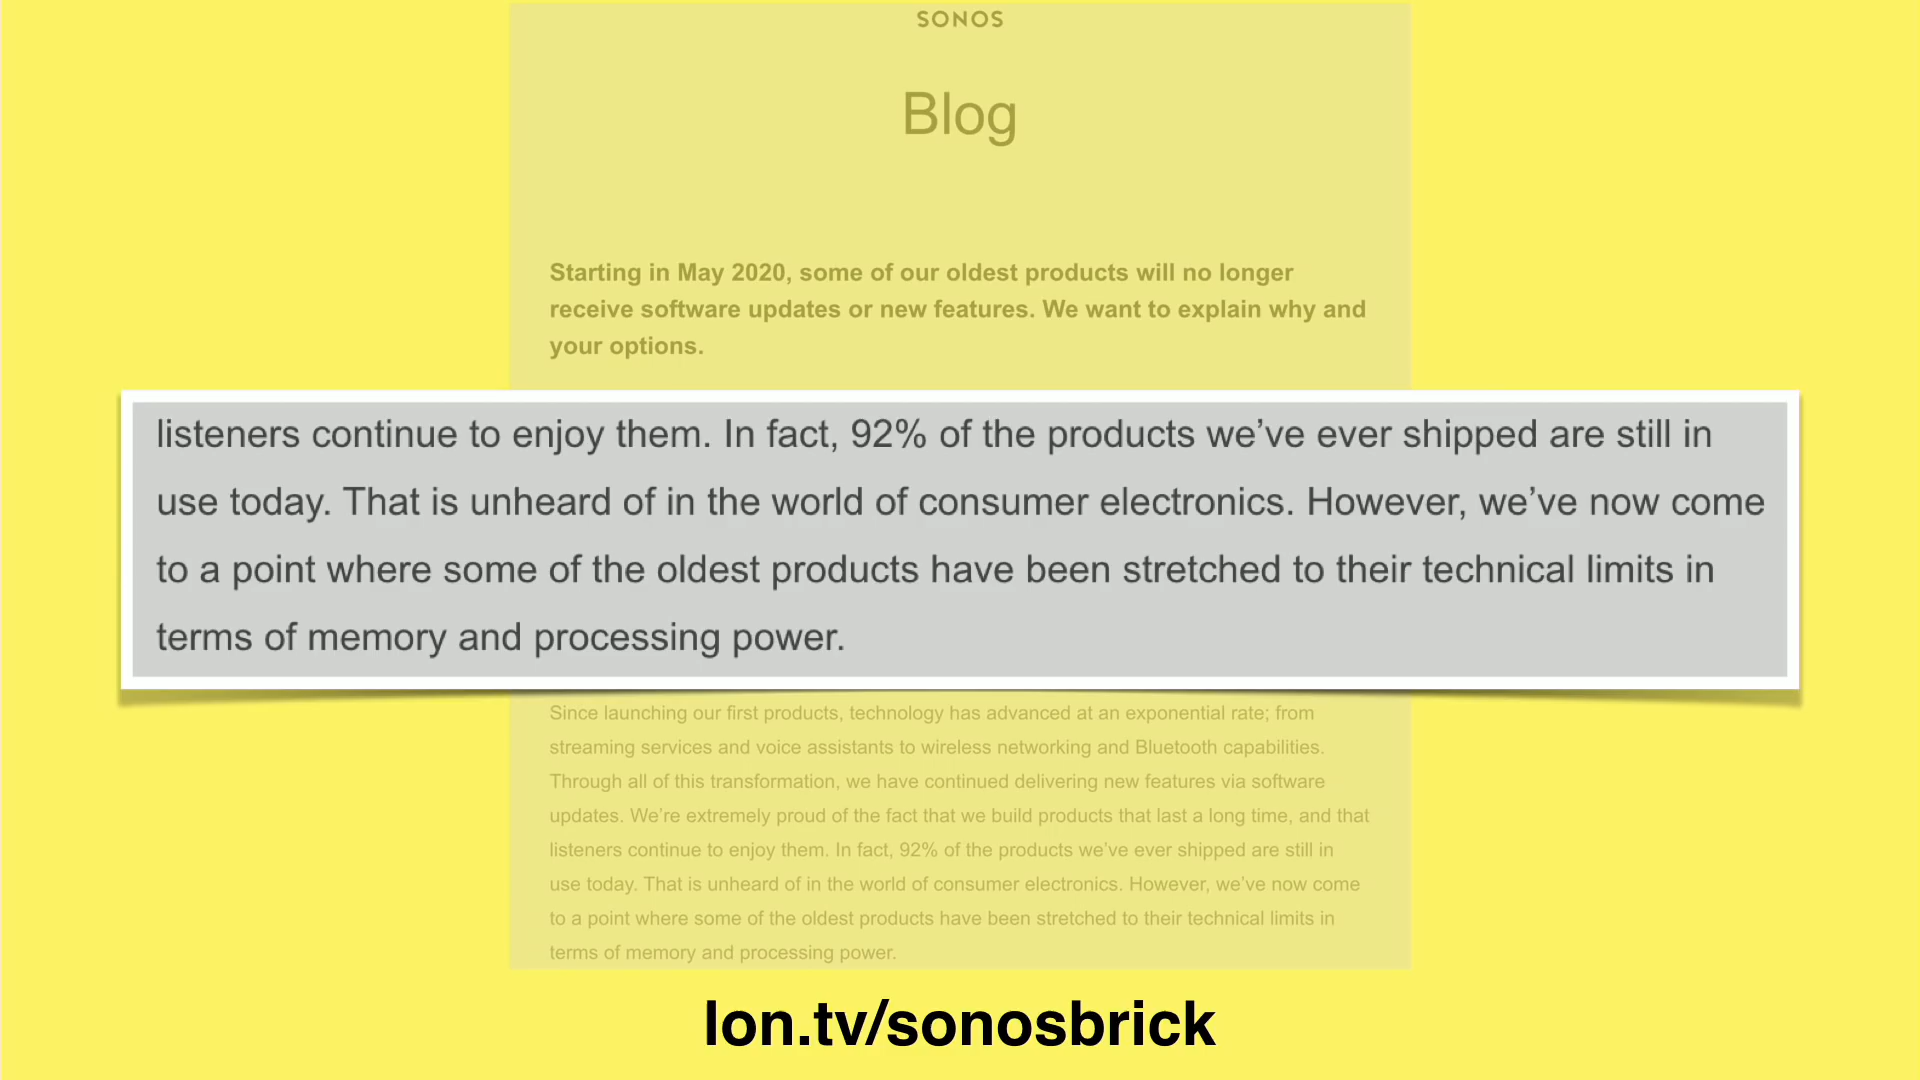 SONOS
Blog
Starting in May 2020, some of our oldest products will no longer
receive software updates or new features. We want to explain why and
your options.
listeners continue to enjoy them. In fact, 92% of the products we’ve ever shipped are still in
use today. That is unheard of in the world of consumer electronics. However, we’ve now come
to a point where some of the oldest products have been stretched to their technical limits in
terms of memory and processing power.
Since launching our first products, technology has advanced at an exponential rate; from
streaming services and voice assistants to wireless networking and Bluetooth capabilities.
Through all of this transformation, we have continued delivering new features via software
updates. We’re extremely proud of the fact that we build products that last a long time, and that
listeners continue to enjoy them. In fact, 92% of the products we’ve ever shipped are still in
use today. That is unheard of in the world of consumer electronics. However, we’ve now come
to a point where some of the oldest products have been stretched to their technical limits in
terms of memory and processing power.
lon.tv/sonosbrick